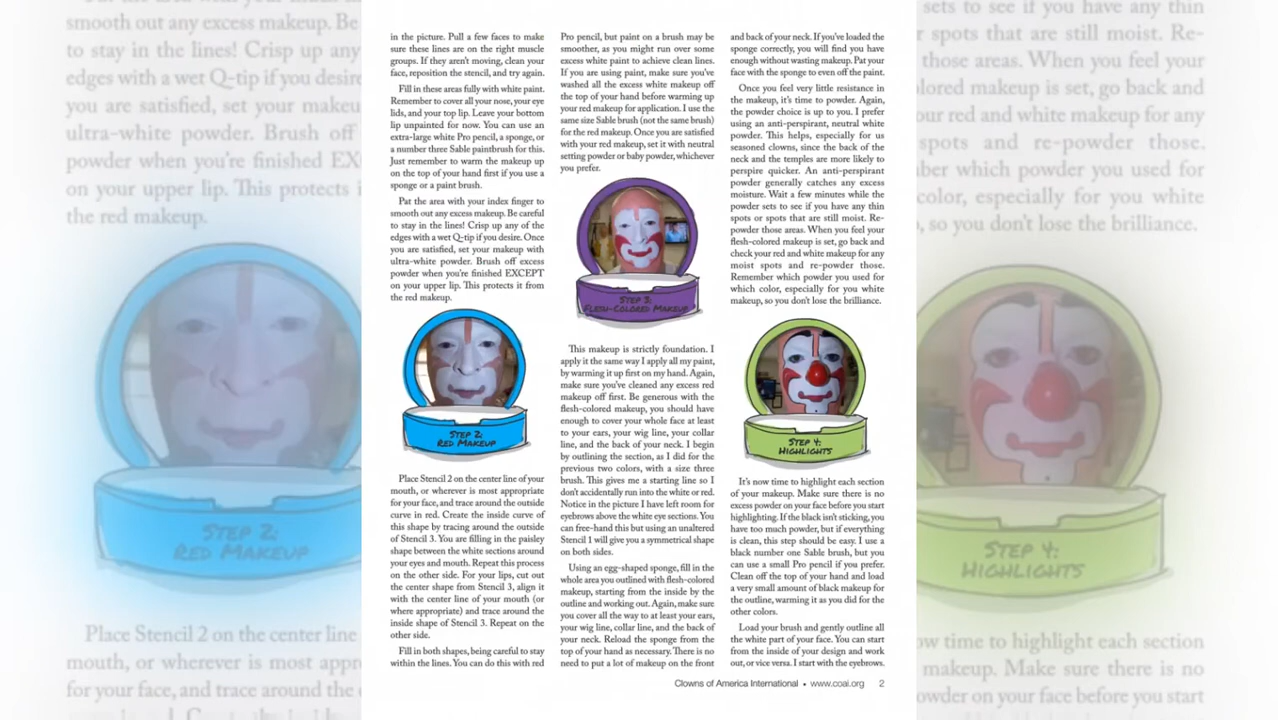 in the picture. Pull a few faces to make
sure these lines are on the right muscle
groups. If they aren't moving, clean your
face, reposition the stencil, and try again.
Fill in these areas fully with white paint.
Remember to cover all your nose, your eye
lids, and your top lip. Leave your bottom
lip unpainted for now. You can use an
extra-large white Pro pencil, a sponge, or
a number three Sable paintbrush for this.
Just remember to warm the makeup up
on the top of your hand first if you use a
sponge or a paint brush.
Pat the area with your index finger to
smooth out any excess makeup. Be careful
to stay in the lines! Crisp up any of the
edges with a wet Q-tip if you desire. Once
you are satisfied, set your makeup with
ultra-white powder. Brush off excess
powder when you're finished EXCEPT
on your upper lip. This protects it from
the red makeup.
STEP 2:
RED MAKEUP
Place Stencil 2 on the center line of your
mouth, or wherever is most appropriate
for your face, and trace around the outside
curve in red. Create the inside curve of
this shape by tracing around the outside
of Stencil 3. You are filling in the paisley
shape between the white sections around
your eyes and mouth. Repeat this process
on the other side. For your lips, cut out
the center shape from Stencil 3, align it
with the center line of your mouth (or
where appropriate) and trace around the
inside shape of Stencil 3. Repeat on the
other side.
Fill in both shapes, being careful to stay
within the lines. You can do this with red
Pro pencil, but paint on a brush may be
smoother, as you might run over some
excess white paint to achieve clean lines.
If you are using paint, make sure you've
washed all the excess white makeup off
the top of your hand before warming up
your red makeup for application. I use the
same size Sable brush (not the same brush)
for the red makeup. Once you are satisfied
with your red makeup, set it with neutral
setting powder or baby powder, whichever
you prefer.
STEP 3:
FLESH-COLORED MAKEUP
This makeup is strictly foundation. I
apply it the same way I apply all my paint,
by warming it up first on my hand. Again,
make sure you've cleaned any excess red
makeup off first. Be generous with the
flesh-colored makeup, you should have
enough to cover your whole face at least
to your ears, your wig line, your collar
line, and the back of your neck. I begin
by outlining the section, as I did for the
previous two colors, with a size three
brush. This gives me a starting line so I
don't accidentally run into the white or red.
Notice in the picture I have left room for
eyebrows above the white eye sections. You
can free-hand this but using an unaltered
Stencil 1 will give you a symmetrical shape
on both sides.
Using an egg-shaped sponge, fill in the
whole area you outlined with flesh-colored
makeup, starting from the inside by the
outline and working out. Again, make sure
you cover all the way to at least your ears,
your wig line, collar line, and the back of
your neck. Reload the sponge from the
top of your hand as necessary. There is no
need to put a lot of makeup on the front
and back of your neck. If you've loaded the
sponge correctly, you will find you have
enough without wasting makeup. Pat your
face with the sponge to even off the paint.
Once you feel very little resistance in
the makeup, it's time to powder. Again,
the powder choice is up to you. I prefer
using an anti-perspirant, neutral white
powder. This helps, especially for us
seasoned clowns, since the back of the
neck and the temples are more likely to
perspire quicker. An anti-perspirant
powder generally catches any excess
moisture. Wait a few minutes while the
powder sets to see if you have any thin
spots or spots that are still moist. Re-
powder those areas. When you feel your
flesh-colored makeup is set, go back and
check your red and white makeup for any
moist spots and re-powder those.
Remember which powder you used for
which color, especially for you white
makeup, so you don't lose the brilliance.
STEP 4:
HIGHLIGHTS
It's now time to highlight each section
of your makeup. Make sure there is no
excess powder on your face before you start
highlighting. If the black isn't sticking, you
have too much powder, but if everything
is clean, this step should be easy. I use a
black number one Sable brush, but you
can use a small Pro pencil if you prefer.
Clean off the top of your hand and load
a very small amount of black makeup for
the outline, warming it as you did for the
other colors.
Load your brush and gently outline all
the white part of your face. You can start
from the inside of your design and work
out, or vice versa. I start with the eyebrows.
Clowns of America International • www.coai.org 2